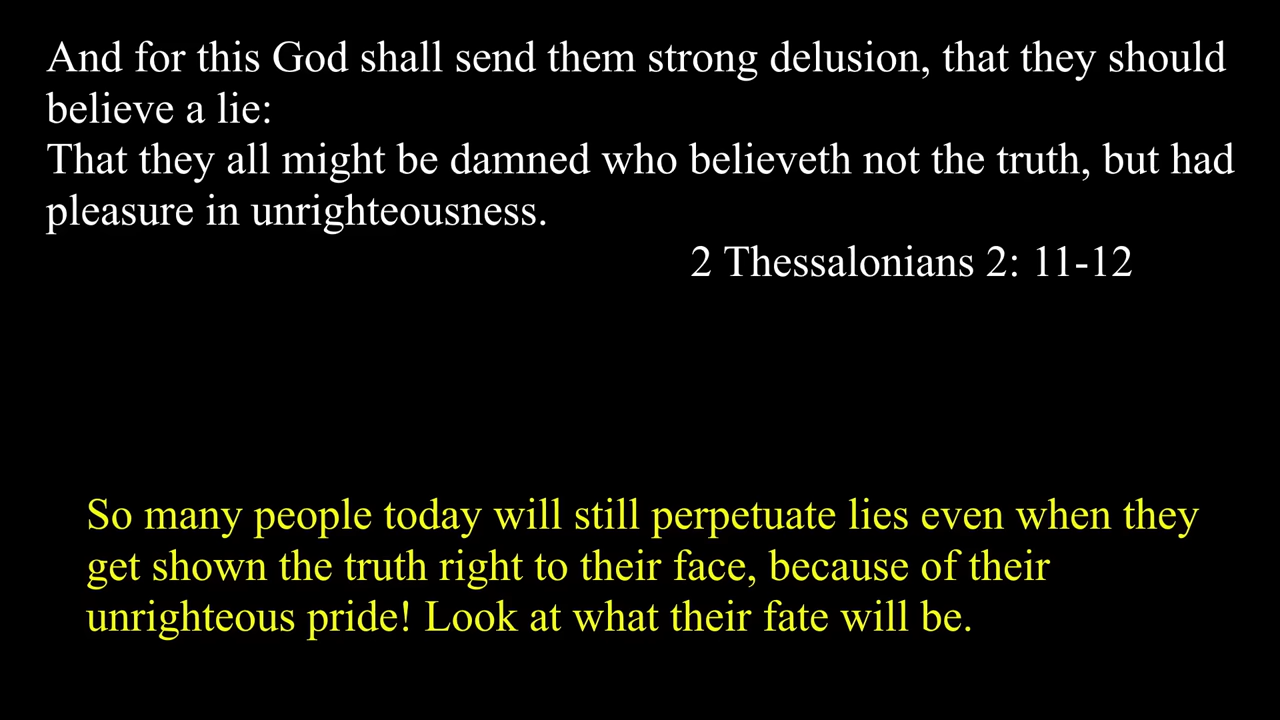 And for this God shall send them strong delusion, that they should
believe a lie:
That they all might be damned who believeth not the truth, but had
pleasure in unrighteousness.
2 Thessalonians 2: 11-12
So many people today will still perpetuate lies even when they
get shown the truth right to their face, because of their
unrighteous pride! Look at what their fate will be.